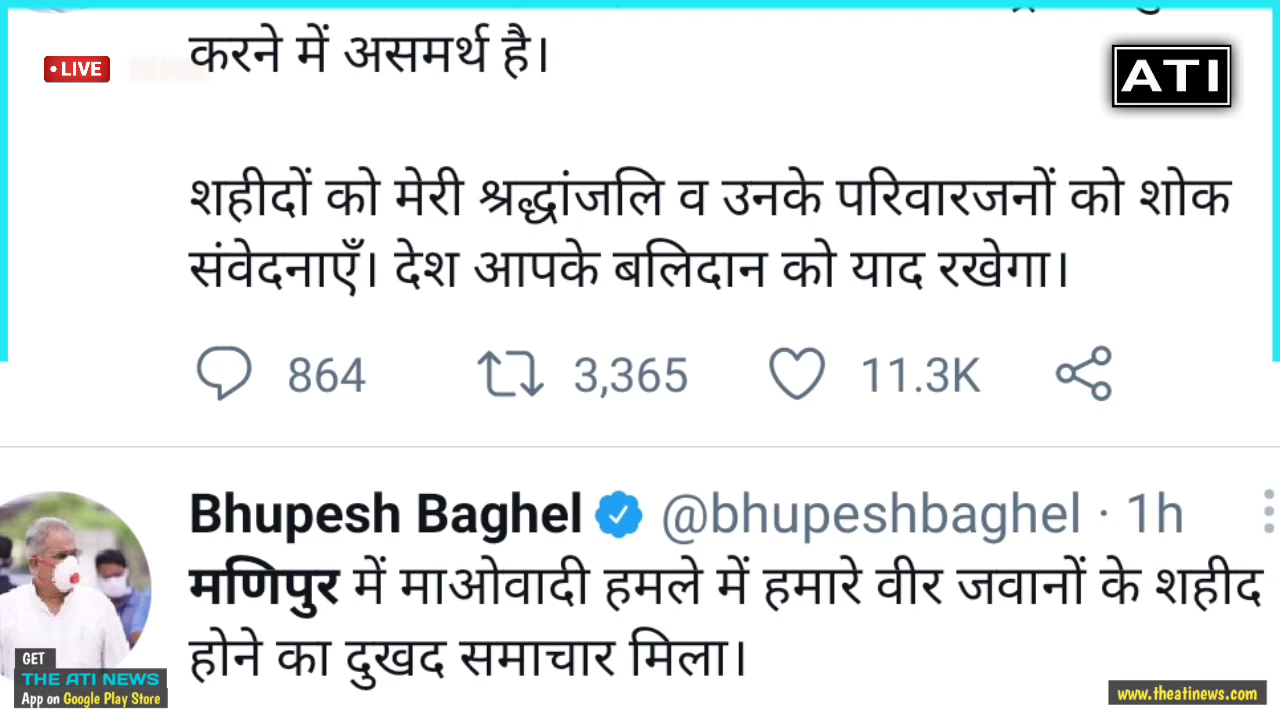 करने में असमर्थ है।
• LIVE
ATI
शहीदों को मेरी श्रद्धांजलि व उनके परिवारजनों को शोक
संवेदनाएँ। देश आपके बलिदान को याद रखेगा।
864 3,365 11.3K
Bhupesh Baghel @bhupeshbaghel · 1h
मणिपुर में माओवादी हमले में हमारे वीर जवानों के शहीद
होने का दुखद समाचार मिला।
GET
THE ATI NEWS
App on Google Play Store
www.theatinews.com